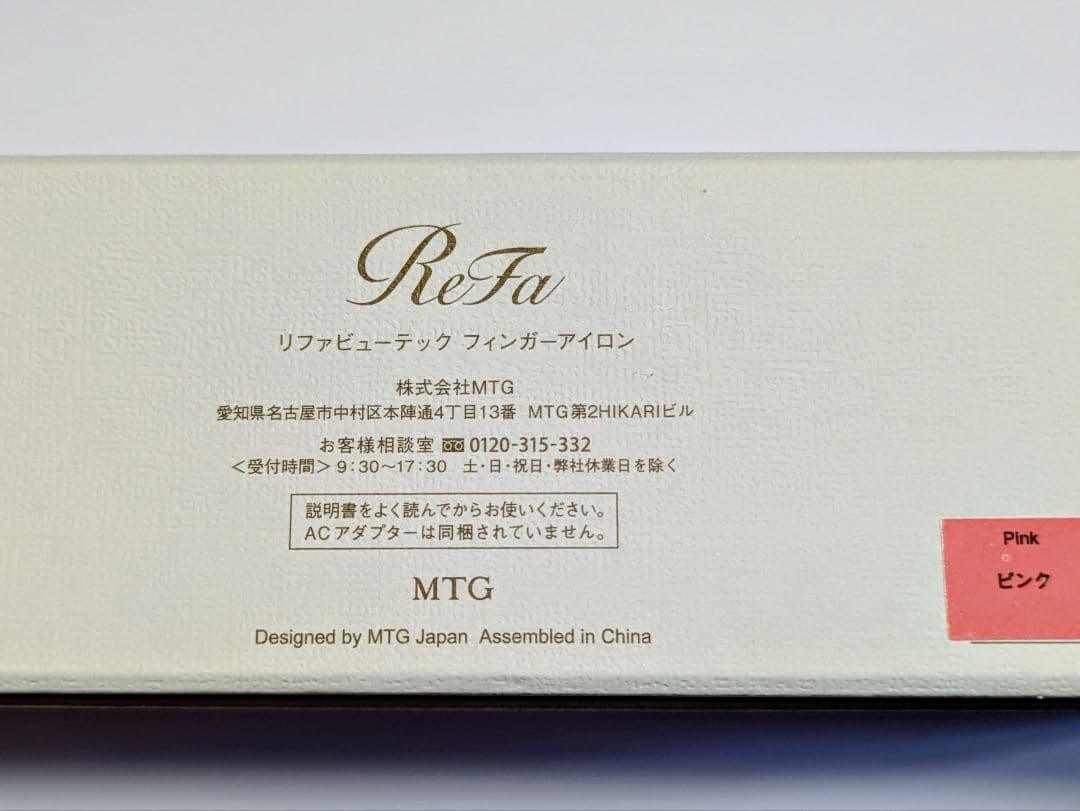 ReFa
リファビューテック フィンガーアイロン
株式会社MTG
愛知県名古屋市中村区本陣通4丁目13番 MTG第2HIKARIビル
お客様相談室 0120-315-332
＜受付時間＞9:30～17:30 土・日・祝日・弊社休業日を除く
説明書をよく読んでからお使いください。
ACアダプターは同梱されていません。
MTG
Designed by MTG Japan Assembled in China
Pink
ピンク